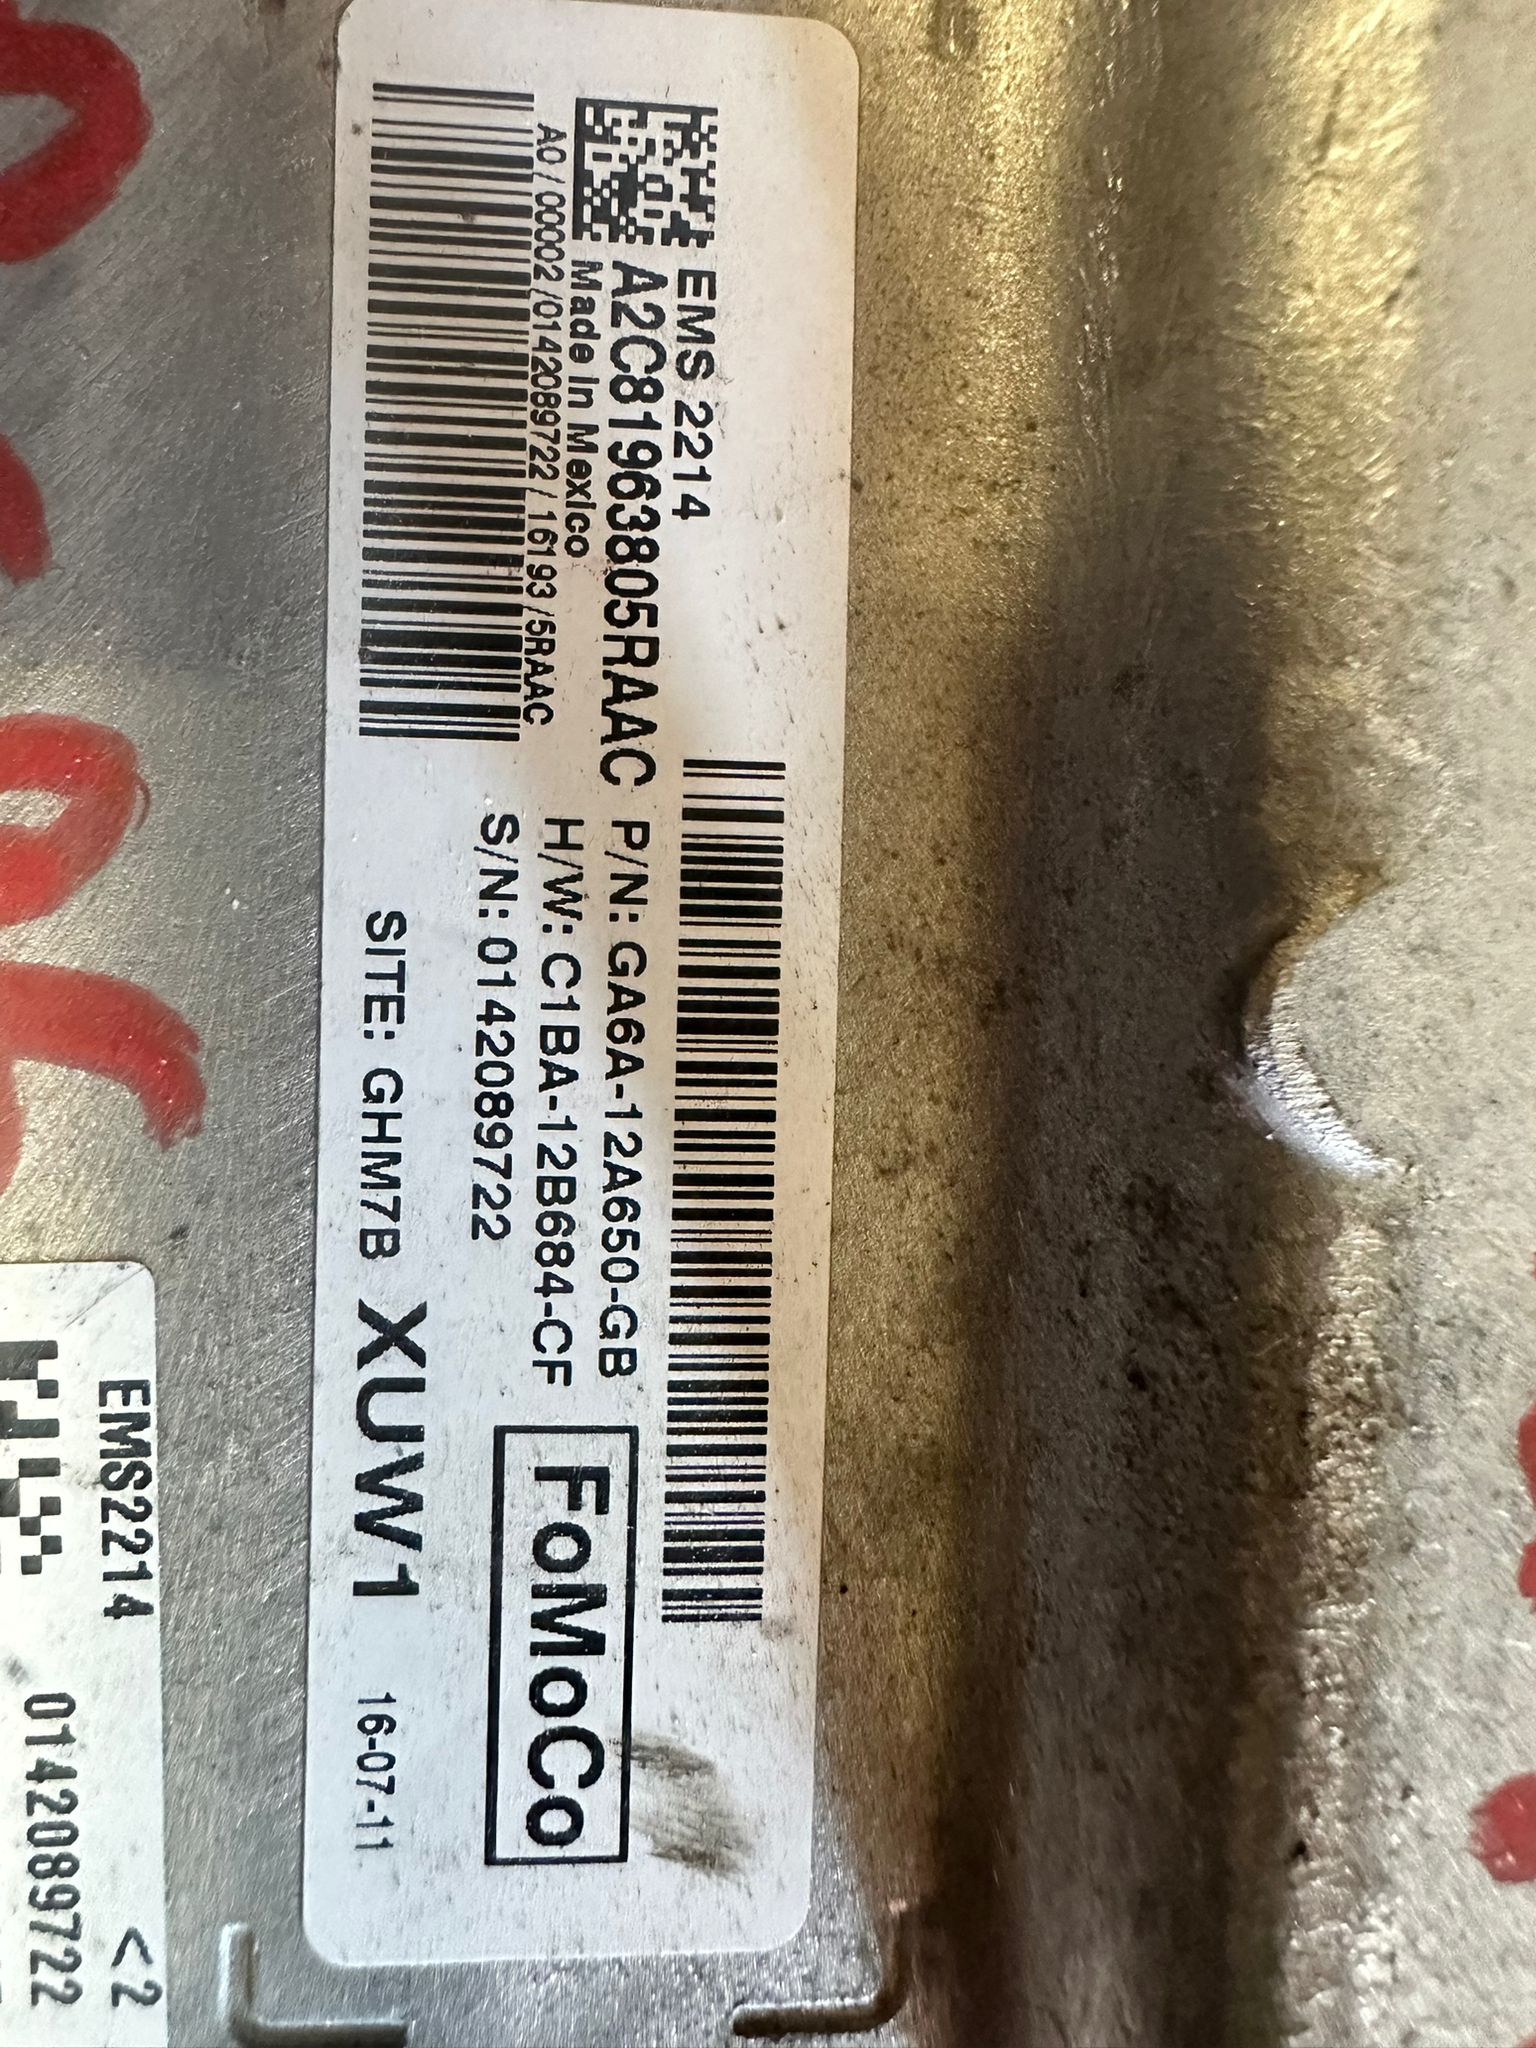 EMS 2214
A2C81963805RAAC
Made in Mexico
A0/00002/0142089722/16193/5RAAC
P/N: GA6A-12A650-GB
H/W: C1BA-12B684-CF
S/N: 0142089722
FoMoCo
SITE: GHM7B XUW1 16-07-11
EMS2214 <2
0142089722